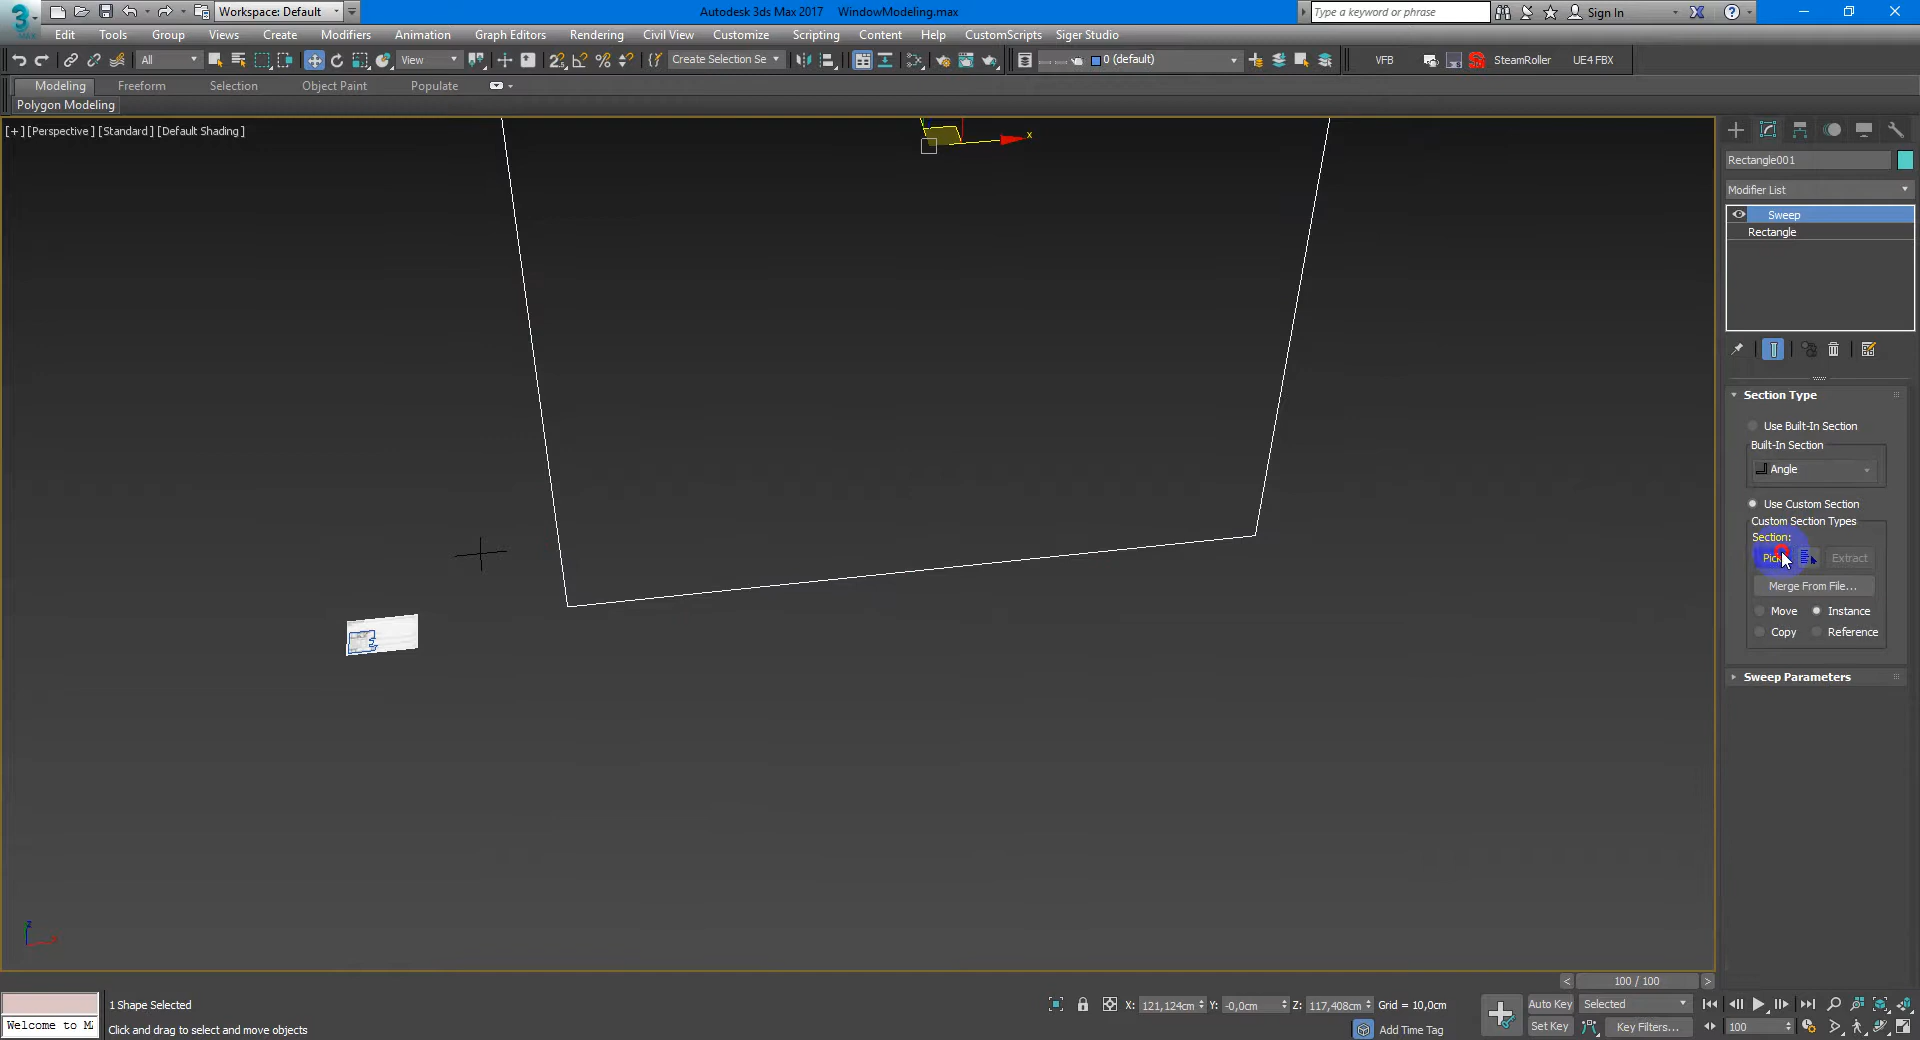 Workspace: Default
Autodesk 3ds Max 2017 WindowModeling.max
Type a keyword or phrase
Sign In
3
MAX
Edit Tools Group Views Create Modifiers Animation Graph Editors Rendering Civil View Customize Scripting Content Help CustomScripts Siger Studio
All
View
Create Selection Se
0 (default)
VFB
SteamRoller
UE4 FBX
Modeling Freeform Selection Object Paint Populate
Polygon Modeling
[+] [Perspective] [Standard] [Default Shading]
x
Rectangle001
Modifier List
Sweep
Rectangle
Section Type
Use Built-In Section
Built-In Section
Angle
Use Custom Section
Custom Section Types
Section:
Pick
Extract
Merge From File...
Move Instance
Copy Reference
Sweep Parameters
z
100 / 100
1 Shape Selected
Welcome to M
Click and drag to select and move objects
X: 121,124cm Y: -0,0cm Z: 117,408cm Grid = 10,0cm
Add Time Tag
Auto Key Selected
Set Key Key Filters...
100